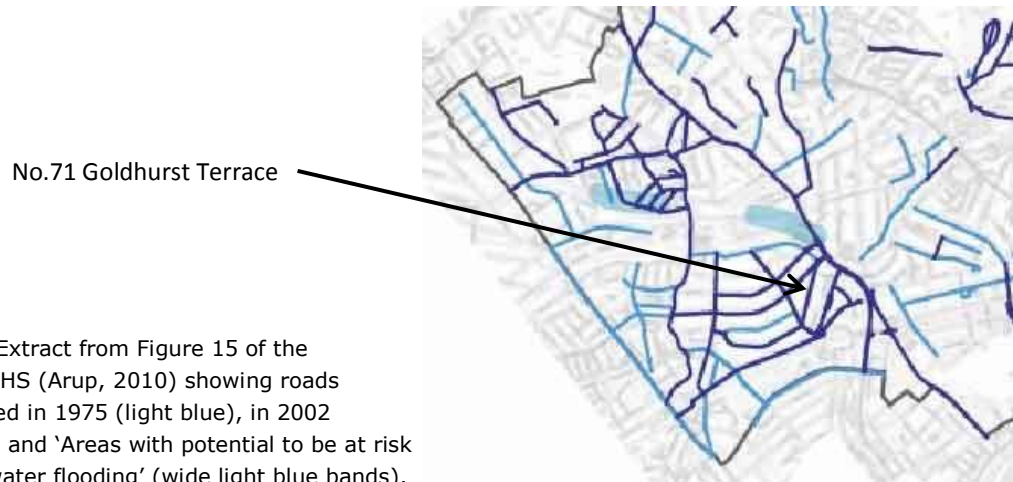 No.71 Goldhurst Terrace
Extract from Figure 15 of the
HS (Arup, 2010) showing roads
ed in 1975 (light blue), in 2002
and ‘Areas with potential to be at risk
water flooding’ (wide light blue bands).